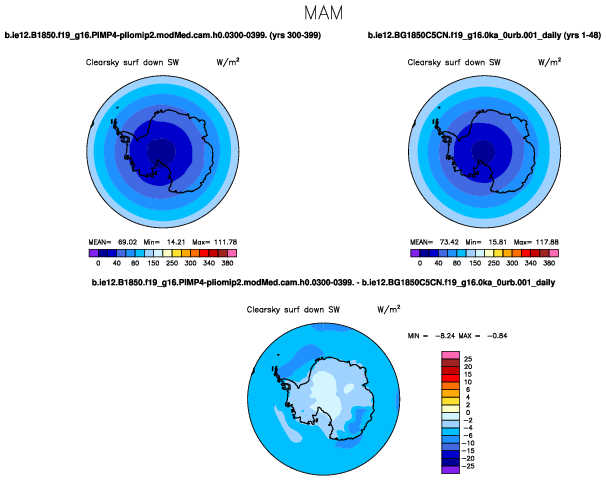 MAM
b.ie12.B1850.f19_g16.PIMP4-pliomip2.modMed.cam.h0.0300-0399. (yrs 300-399)
b.ie12.BG1850C5CN.f19_g16.0ka_0urb.001_daily (yrs 1-48)
Clearsky surf down SW W/m²
Clearsky surf down SW W/m²
MEAN= 69.02 Min= 14.21 Max= 111.78
MEAN= 73.42 Min= 15.81 Max= 117.88
0 40 80 150 230 300 340 380
0 40 80 150 230 300 340 380
b.ie12.B1850.f19_g16.PIMP4-pliomip2.modMed.cam.h0.0300-0399. - b.ie12.BG1850C5CN.f19_g16.0ka_0urb.001_daily
Clearsky surf down SW W/m²
MIN = -8.24 MAX = -0.84
25
20
15
10
6
4
2
0
-2
-4
-6
-10
-15
-20
-25